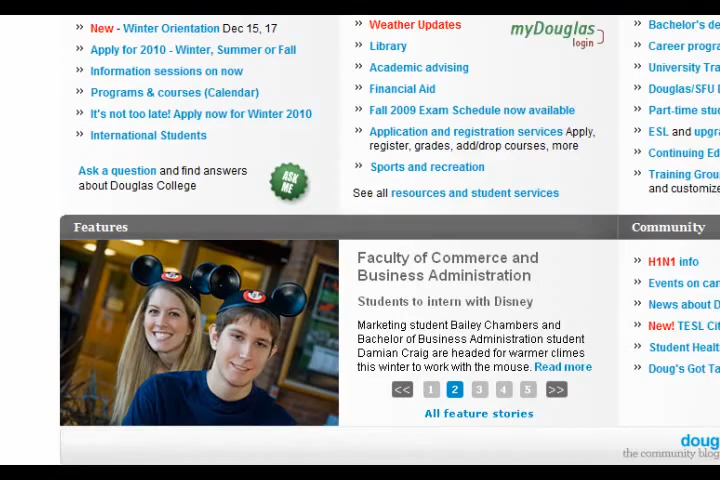 » New - Winter Orientation Dec 15, 17
» Apply for 2010 - Winter, Summer or Fall
» Information sessions on now
» Programs & courses (Calendar)
» It's not too late! Apply now for Winter 2010
» International Students
Ask a question and find answers
about Douglas College
ASK
ME
» Weather Updates
» Library
» Academic advising
» Financial Aid
» Fall 2009 Exam Schedule now available
» Application and registration services Apply,
register, grades, add/drop courses, more
» Sports and recreation
See all resources and student services
myDouglas
login
» Bachelor's de
» Career progra
» University Tra
» Douglas/SFU D
» Part-time stud
» ESL and upgra
» Continuing Ed
» Training Group
and customize
Features
Faculty of Commerce and
Business Administration
Students to intern with Disney
Marketing student Bailey Chambers and
Bachelor of Business Administration student
Damian Craig are headed for warmer climes
this winter to work with the mouse. Read more
<< 1 2 3 4 5 >>
All feature stories
Community
» H1N1 info
» Events on cam
» News about D
» New! TESL Cit
» Student Healt
» Doug's Got Ta
doug
the community blog